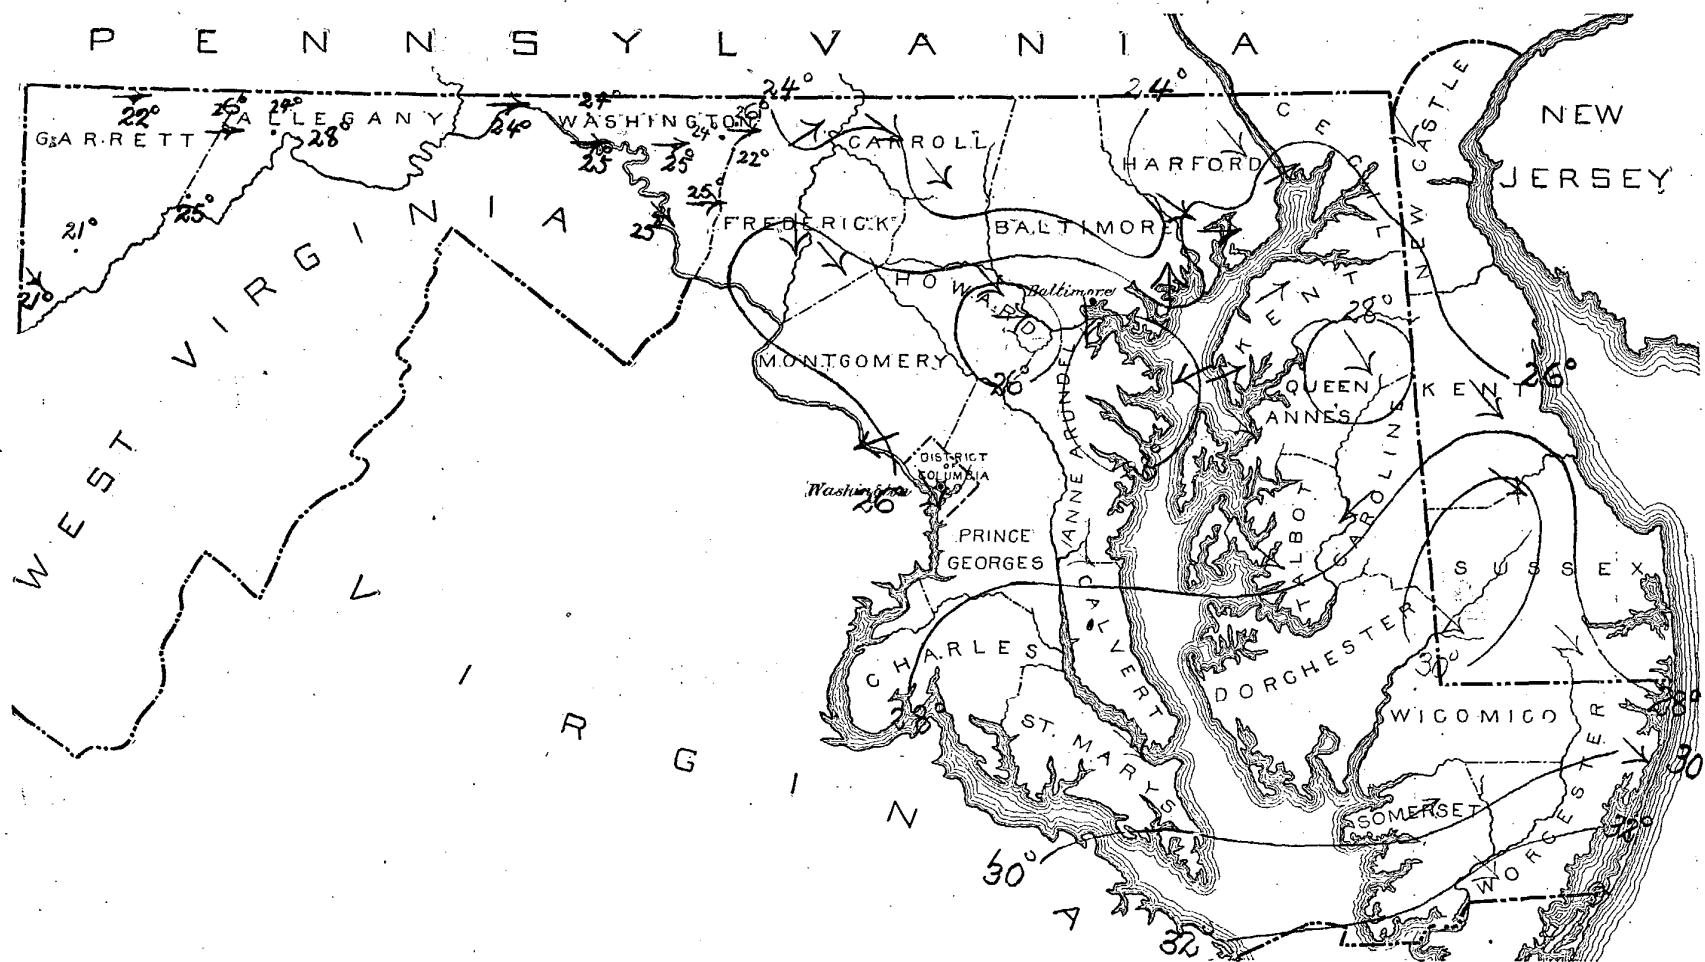 PENNSYLVANIA
24°
24°
NEW
JERSEY
22°
26°
24°
GARRETT
ALLEGANY
28°
24°
27°
WASHINGTON
26°
24°
25
25°
22°
CARROLL
HARFORD
CECIL
NEW CASTLE
21°
25°
25°
25
FREDERICK
BALTIMORE
21°
WEST VIRGINIA
HOWARD
Baltimore
KENT
28°
MONTGOMERY
26°
QUEEN
ANNES
KENT
26°
ANNE ARUNDEL
CAROLINE
DISTRICT
OF
COLUMBIA
Washington
26
TALBOT
PRINCE
GEORGES
SUSSEX
CALVERT
CHARLES
DORCHESTER
30°
28°
28°
ST. MARYS
WICOMICO
30
SOMERSET
WORCESTER
32°
30°
VIRGINIA
32